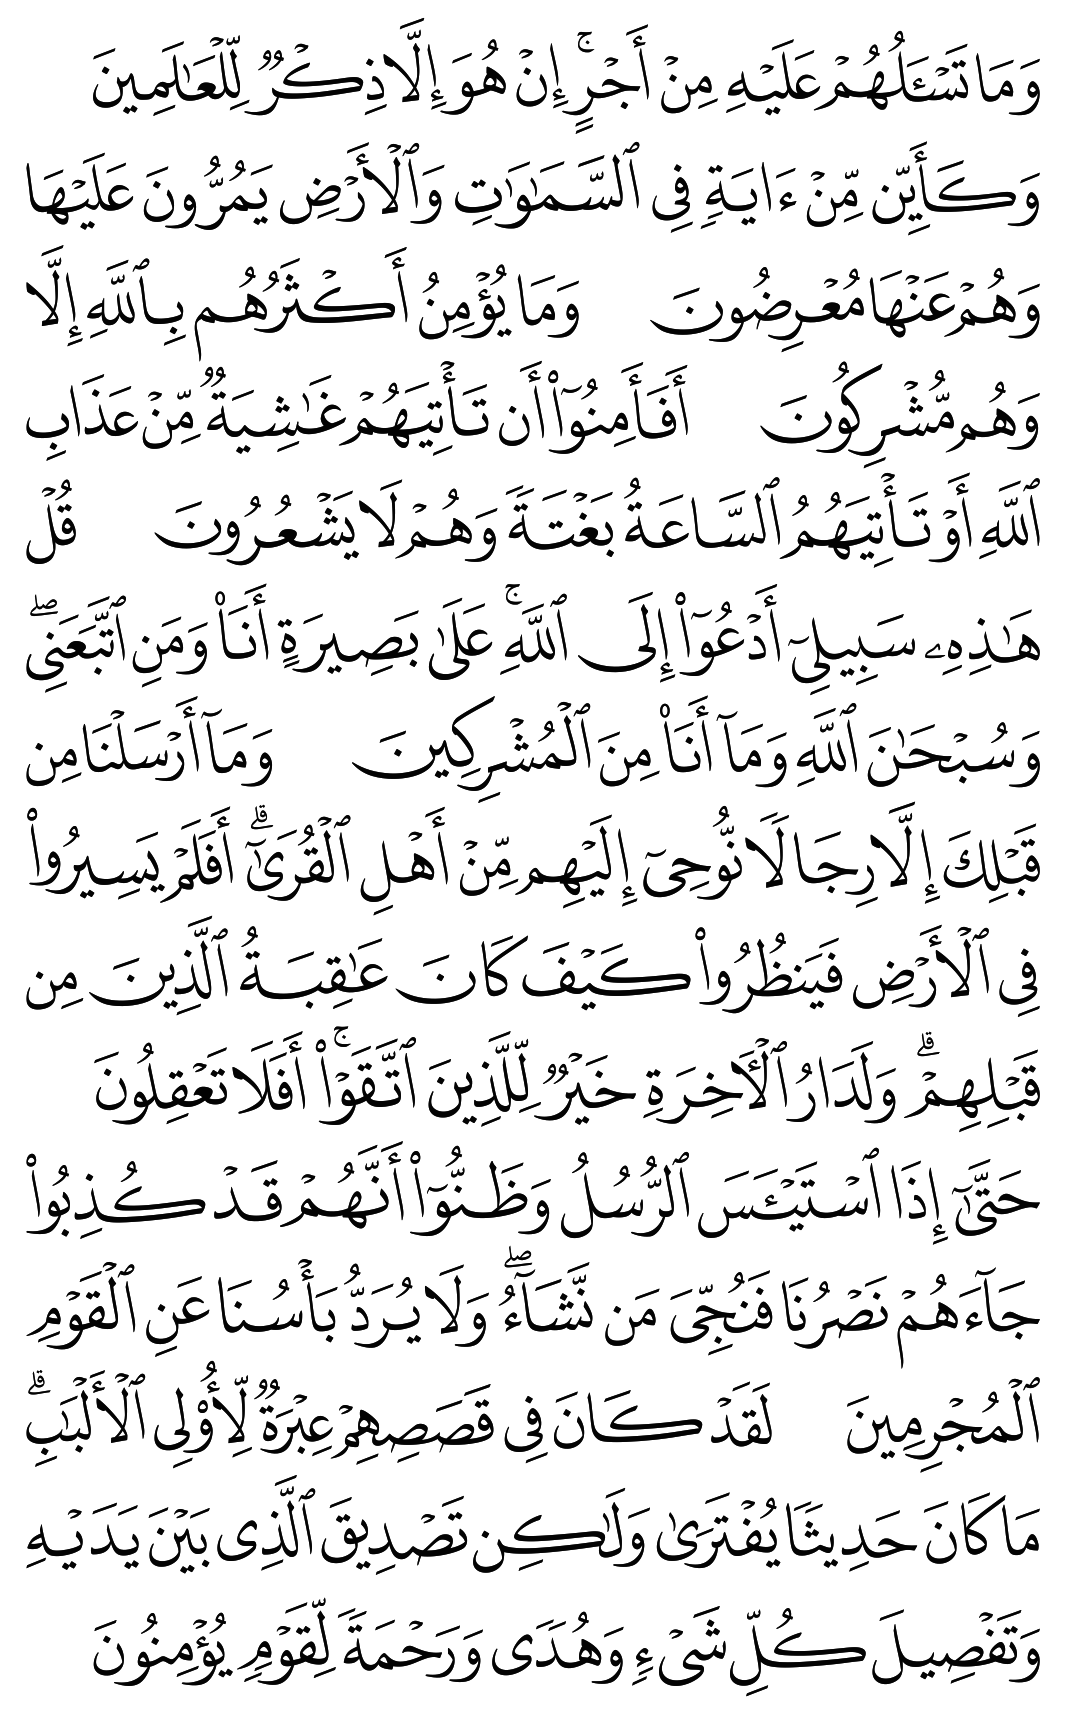 وَمَا تَسْـَٔلُهُمْ عَلَيْهِ مِنْ أَجْرٍ ۚ إِنْ هُوَ إِلَّا ذِكْرٌ لِّلْعَٰلَمِينَ
وَكَأَيِّن مِّنْ ءَايَةٍ فِى ٱلسَّمَٰوَٰتِ وَٱلْأَرْضِ يَمُرُّونَ عَلَيْهَا
وَهُمْ عَنْهَا مُعْرِضُونَ وَمَا يُؤْمِنُ أَكْثَرُهُم بِٱللَّهِ إِلَّا
وَهُم مُّشْرِكُونَ أَفَأَمِنُوٓا۟ أَن تَأْتِيَهُمْ غَٰشِيَةٌ مِّنْ عَذَابِ
ٱللَّهِ أَوْ تَأْتِيَهُمُ ٱلسَّاعَةُ بَغْتَةً وَهُمْ لَا يَشْعُرُونَ قُلْ
هَٰذِهِۦ سَبِيلِىٓ أَدْعُوٓا۟ إِلَى ٱللَّهِ ۚ عَلَىٰ بَصِيرَةٍ أَنَا۠ وَمَنِ ٱتَّبَعَنِى ۖ
وَسُبْحَٰنَ ٱللَّهِ وَمَآ أَنَا۠ مِنَ ٱلْمُشْرِكِينَ وَمَآ أَرْسَلْنَا مِن
قَبْلِكَ إِلَّا رِجَالًا نُّوحِىٓ إِلَيْهِم مِّنْ أَهْلِ ٱلْقُرَىٰٓ ۗ أَفَلَمْ يَسِيرُوا۟
فِى ٱلْأَرْضِ فَيَنظُرُوا۟ كَيْفَ كَانَ عَٰقِبَةُ ٱلَّذِينَ مِن
قَبْلِهِمْ ۗ وَلَدَارُ ٱلْـَٔاخِرَةِ خَيْرٌ لِّلَّذِينَ ٱتَّقَوْا۟ ۚ أَفَلَا تَعْقِلُونَ
حَتَّىٰٓ إِذَا ٱسْتَيْـَٔسَ ٱلرُّسُلُ وَظَنُّوٓا۟ أَنَّهُمْ قَدْ كُذِبُوا۟
جَآءَهُمْ نَصْرُنَا فَنُجِّىَ مَن نَّشَآءُ ۖ وَلَا يُرَدُّ بَأْسُنَا عَنِ ٱلْقَوْمِ
ٱلْمُجْرِمِينَ لَقَدْ كَانَ فِى قَصَصِهِمْ عِبْرَةٌ لِّأُو۟لِى ٱلْأَلْبَٰبِ ۗ
مَا كَانَ حَدِيثًا يُفْتَرَىٰ وَلَٰكِن تَصْدِيقَ ٱلَّذِى بَيْنَ يَدَيْهِ
وَتَفْصِيلَ كُلِّ شَىْءٍ وَهُدًى وَرَحْمَةً لِّقَوْمٍ يُؤْمِنُونَ